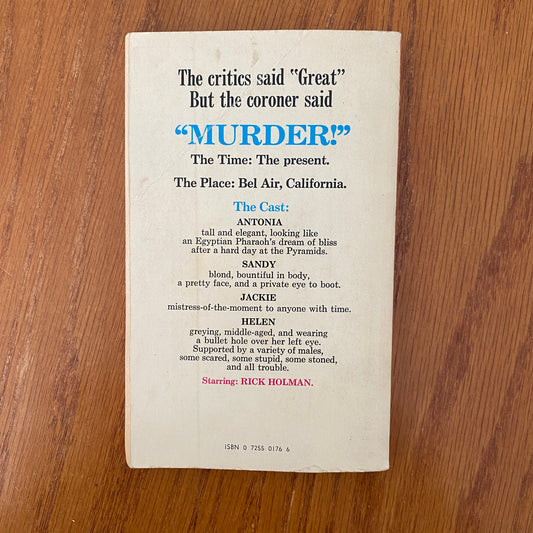 The critics said "Great"
But the coroner said
"MURDER!"
The Time: The present.
The Place: Bel Air, California.
The Cast:
ANTONIA
tall and elegant, looking like
an Egyptian Pharaoh's dream of bliss
after a hard day at the Pyramids.
SANDY
blond, bountiful in body,
a pretty face, and a private eye to boot.
JACKIE
mistress-of-the-moment to anyone with time.
HELEN
greying, middle-aged, and wearing
a bullet hole over her left eye.
Supported by a variety of males,
some scared, some stupid, some stoned,
and all trouble.
Starring: RICK HOLMAN.
ISBN 0 7255 0176 6